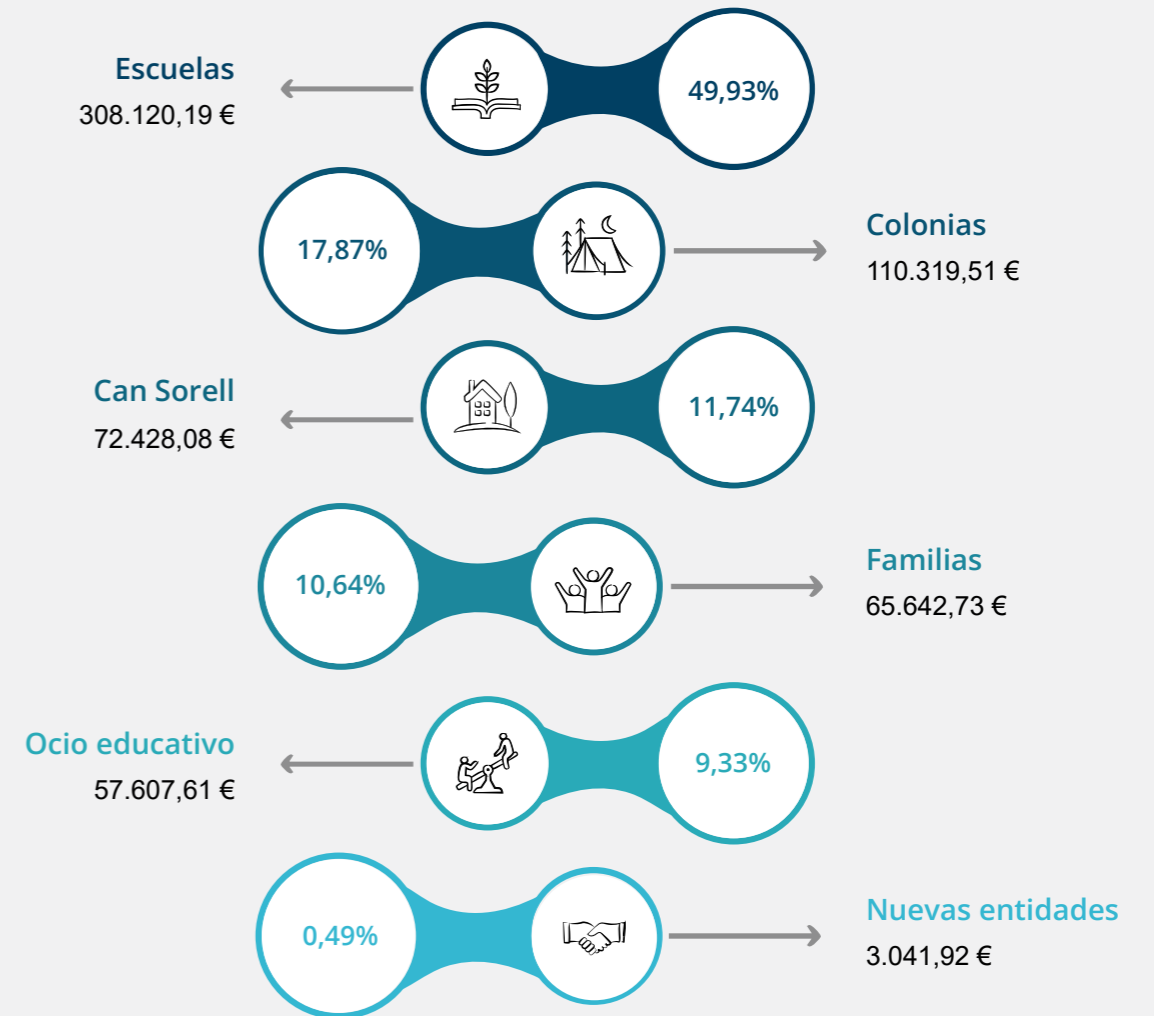 Escuelas
308.120,19 €
49,93%
17,87%
Colonias
110.319,51 €
Can Sorell
72.428,08 €
11,74%
10,64%
Familias
65.642,73 €
Ocio educativo
57.607,61 €
9,33%
0,49%
Nuevas entidades
3.041,92 €